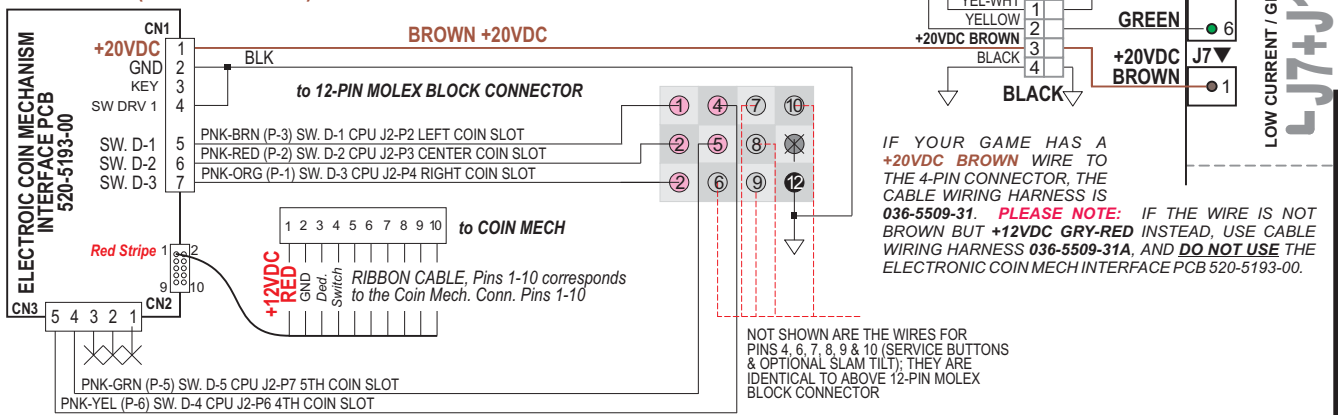 ELECTROIC COIN MECHANISM
INTERFACE PCB
520-5193-00
CN1
+20VDC 1
GND 2
KEY 3
SW DRV 1 4
SW. D-1 5
SW. D-2 6
SW. D-3 7
BROWN +20VDC
BLK
to 12-PIN MOLEX BLOCK CONNECTOR
PNK-BRN (P-3) SW. D-1 CPU J2-P2 LEFT COIN SLOT
PNK-RED (P-2) SW. D-2 CPU J2-P3 CENTER COIN SLOT
PNK-ORG (P-1) SW. D-3 CPU J2-P4 RIGHT COIN SLOT
1 4 7 10
2 5 8
2 6 9 12
YEL-WHT 1
YELLOW 2
+20VDC BROWN 3
BLACK 4
BLACK
GREEN
6
+20VDC
BROWN
J7▼
1
LOW CURRENT / G
J7+J
IF YOUR GAME HAS A
+20VDC BROWN WIRE TO
THE 4-PIN CONNECTOR, THE
CABLE WIRING HARNESS IS
036-5509-31. PLEASE NOTE: IF THE WIRE IS NOT
BROWN BUT +12VDC GRY-RED INSTEAD, USE CABLE
WIRING HARNESS 036-5509-31A, AND DO NOT USE THE
ELECTRONIC COIN MECH INTERFACE PCB 520-5193-00.
Red Stripe 1 2
9 10
CN2
1 2 3 4 5 6 7 8 9 10
to COIN MECH
+12VDC
RED
GND
Ded.
Switch
RIBBON CABLE, Pins 1-10 corresponds
to the Coin Mech. Conn. Pins 1-10
CN3
5 4 3 2 1
PNK-GRN (P-5) SW. D-5 CPU J2-P7 5TH COIN SLOT
PNK-YEL (P-6) SW. D-4 CPU J2-P6 4TH COIN SLOT
NOT SHOWN ARE THE WIRES FOR
PINS 4, 6, 7, 8, 9 & 10 (SERVICE BUTTONS
& OPTIONAL SLAM TILT); THEY ARE
IDENTICAL TO ABOVE 12-PIN MOLEX
BLOCK CONNECTOR